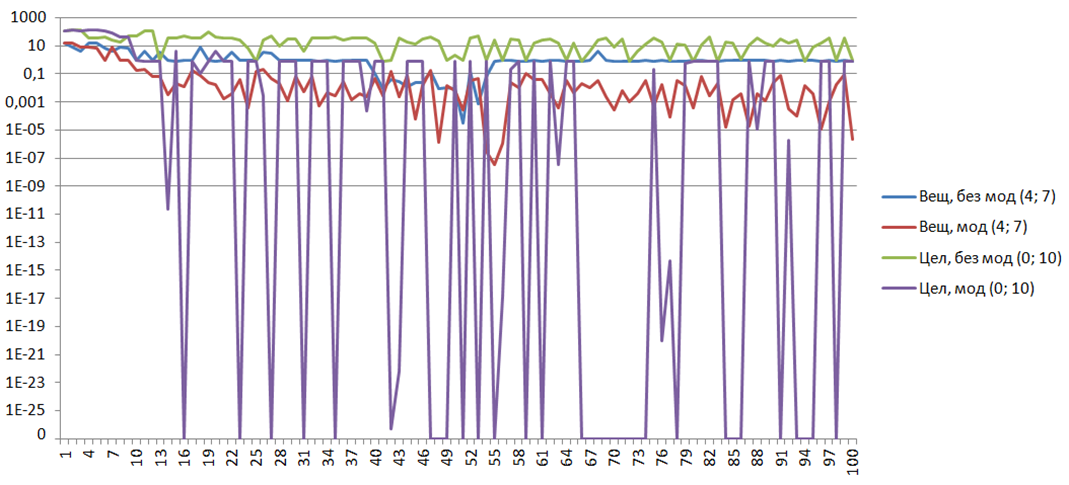 1000
10
0,1
0,001
1E-05
1E-07
1E-09
1E-11
1E-13
1E-15
1E-17
1E-19
1E-21
1E-23
1E-25
0
1 4 7 10 13 16 19 22 25 28 31 34 37 40 43 46 49 52 55 58 61 64 67 70 73 76 79 82 85 88 91 94 97 100
Вещ, без мод (4; 7)
Вещ, мод (4; 7)
Цел, без мод (0; 10)
Цел, мод (0; 10)